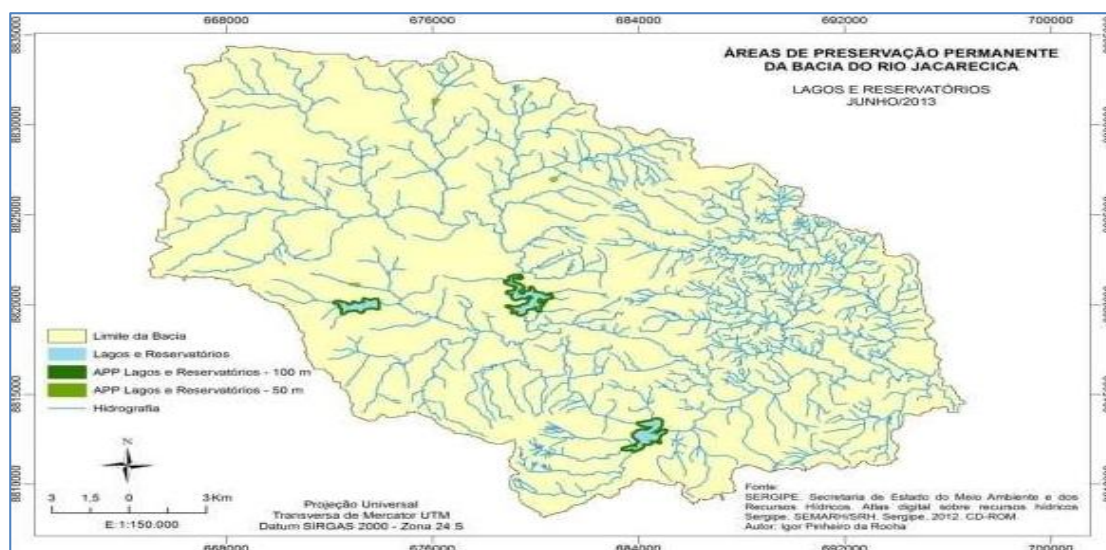 668000 676000 684000 692000 700000
ÁREAS DE PRESERVAÇÃO PERMANENTE
DA BACIA DO RIO JACARECICA
LAGOS E RESERVATÓRIOS
JUNHO/2013
8835000
8830000
8825000
8820000
8815000
8810000
Limite da Bacia
Lagos e Reservatórios
APP Lagos e Reservatórios - 100 m
APP Lagos e Reservatórios - 50 m
Hidrografia
N
3 1,5 0 3 Km
E:1:150.000
Projeção Universal
Transversa de Mercator UTM
Datum SIRGAS 2000 - Zona 24 S
Fonte:
SERGIPE. Secretaria de Estado do Meio Ambiente e dos
Recursos Hídricos. Atlas digital sobre recursos hídricos
Sergipe, SEMARH/SRH. Sergipe, 2012. CD-ROM.
Autor: Igor Pinheiro da Rocha
668000 676000 684000 692000 700000